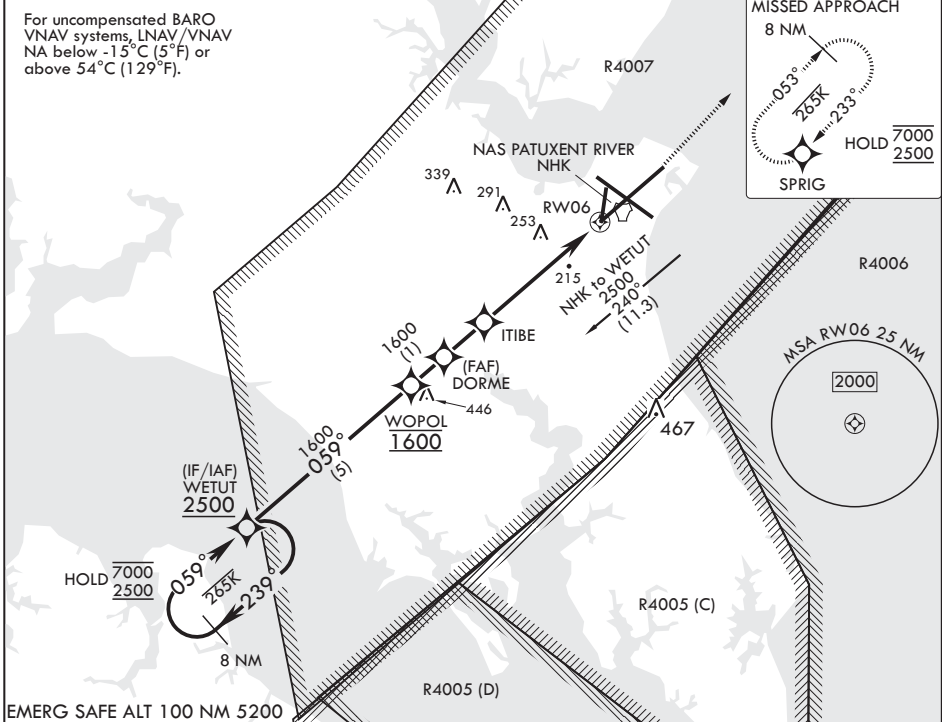 For uncompensated BARO
VNAV systems, LNAV/VNAV
NA below -15°C (5°F) or
above 54°C (129°F).
MISSED APPROACH
8 NM
053°
265K
233°
HOLD 7000
2500
SPRIG
R4007
NAS PATUXENT RIVER
NHK
339
291
253
RW06
215
NHK to WETUT
2500
240°
(11.3)
R4006
MSA RW06 25 NM
2000
ITIBE
1600
(1)
(FAF)
DORME
446
WOPOL
1600
467
1600
059°
(5)
(IF/IAF)
WETUT
2500
HOLD 7000
2500
059°
265K
239°
8 NM
R4005 (C)
R4005 (D)
EMERG SAFE ALT 100 NM 5200